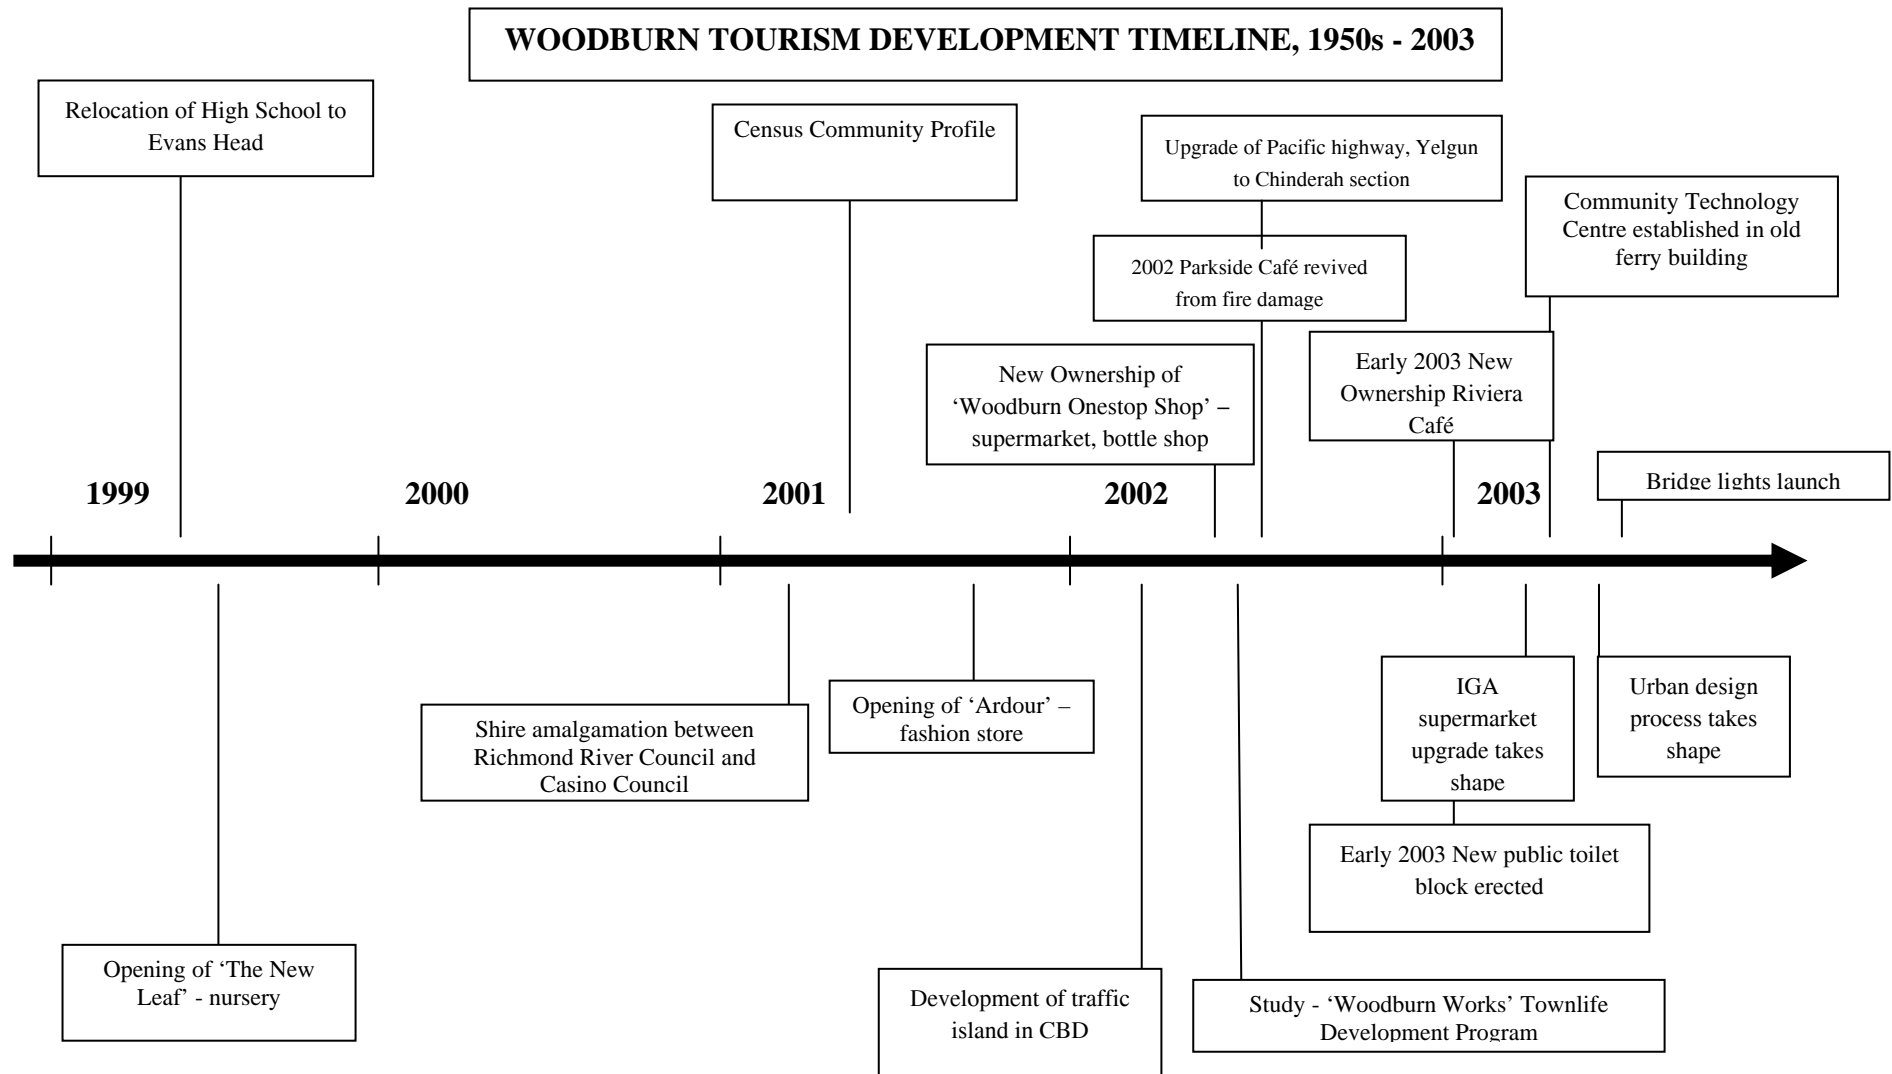 WOODBURN TOURISM DEVELOPMENT TIMELINE, 1950s - 2003
Relocation of High School to
Evans Head
Census Community Profile
Upgrade of Pacific highway, Yelgun
to Chinderah section
Community Technology
Centre established in old
ferry building
2002 Parkside Café revived
from fire damage
New Ownership of
‘Woodburn Onestop Shop’ –
supermarket, bottle shop
Early 2003 New
Ownership Riviera
Café
Bridge lights launch
1999
2000
2001
2002
2003
Shire amalgamation between
Richmond River Council and
Casino Council
Opening of ‘Ardour’ –
fashion store
IGA
supermarket
upgrade takes
shape
Urban design
process takes
shape
Early 2003 New public toilet
block erected
Opening of ‘The New
Leaf’ - nursery
Development of traffic
island in CBD
Study - ‘Woodburn Works’ Townlife
Development Program